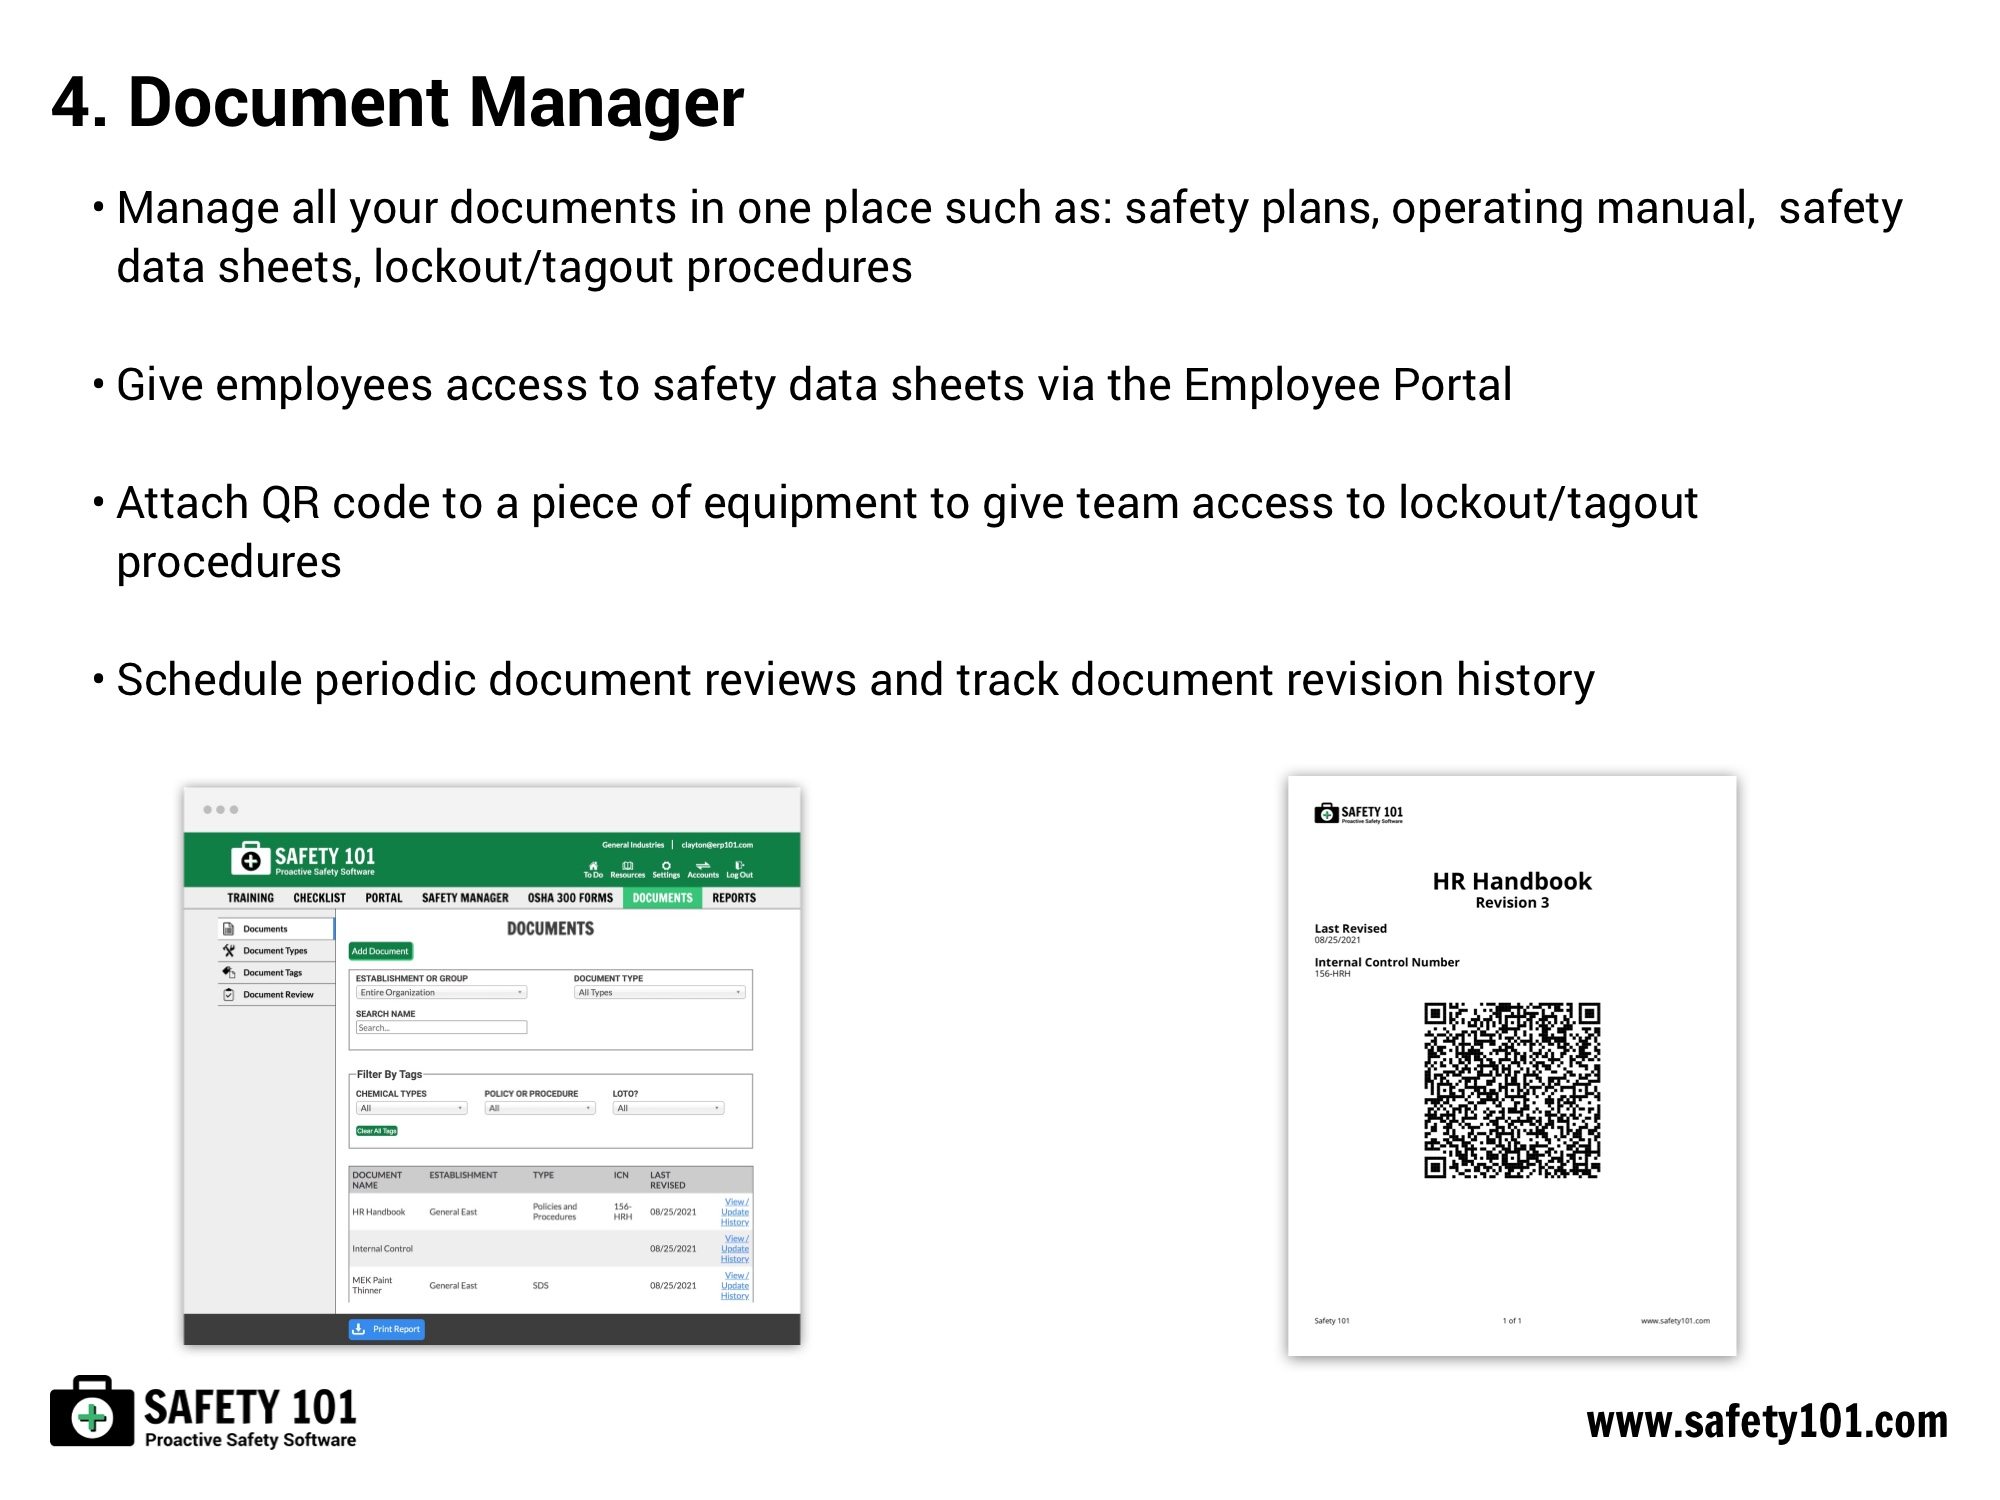 4. Document Manager
• Manage all your documents in one place such as: safety plans, operating manual,  safety
data sheets, lockout/tagout procedures
• Give employees access to safety data sheets via the Employee Portal
• Attach QR code to a piece of equipment to give team access to lockout/tagout
procedures
• Schedule periodic document reviews and track document revision history
SAFETY 101
Proactive Safety Software
General Industries | clayton@erp101.com
To Do Resources Settings Accounts Log Out
TRAINING CHECKLIST PORTAL SAFETY MANAGER OSHA 300 FORMS DOCUMENTS REPORTS
Documents
Document Types
Document Tags
Document Review
DOCUMENTS
Add Document
ESTABLISHMENT OR GROUP DOCUMENT TYPE
Entire Organization All Types
SEARCH NAME
Search...
Filter By Tags
CHEMICAL TYPES POLICY OR PROCEDURE LOTO?
All All All
Clear All Tags
DOCUMENT ESTABLISHMENT TYPE ICN LAST
NAME REVISED
HR Handbook General East Policies and Procedures 156-HRH 08/25/2021 View / Update History
Internal Control 08/25/2021 View / Update History
MEK Paint Thinner General East SDS 08/25/2021 View / Update History
Print Report
SAFETY 101
Proactive Safety Software
HR Handbook
Revision 3
Last Revised
08/25/2021
Internal Control Number
156-HRH
Safety 101 1 of 1 www.safety101.com
SAFETY 101
Proactive Safety Software
www.safety101.com